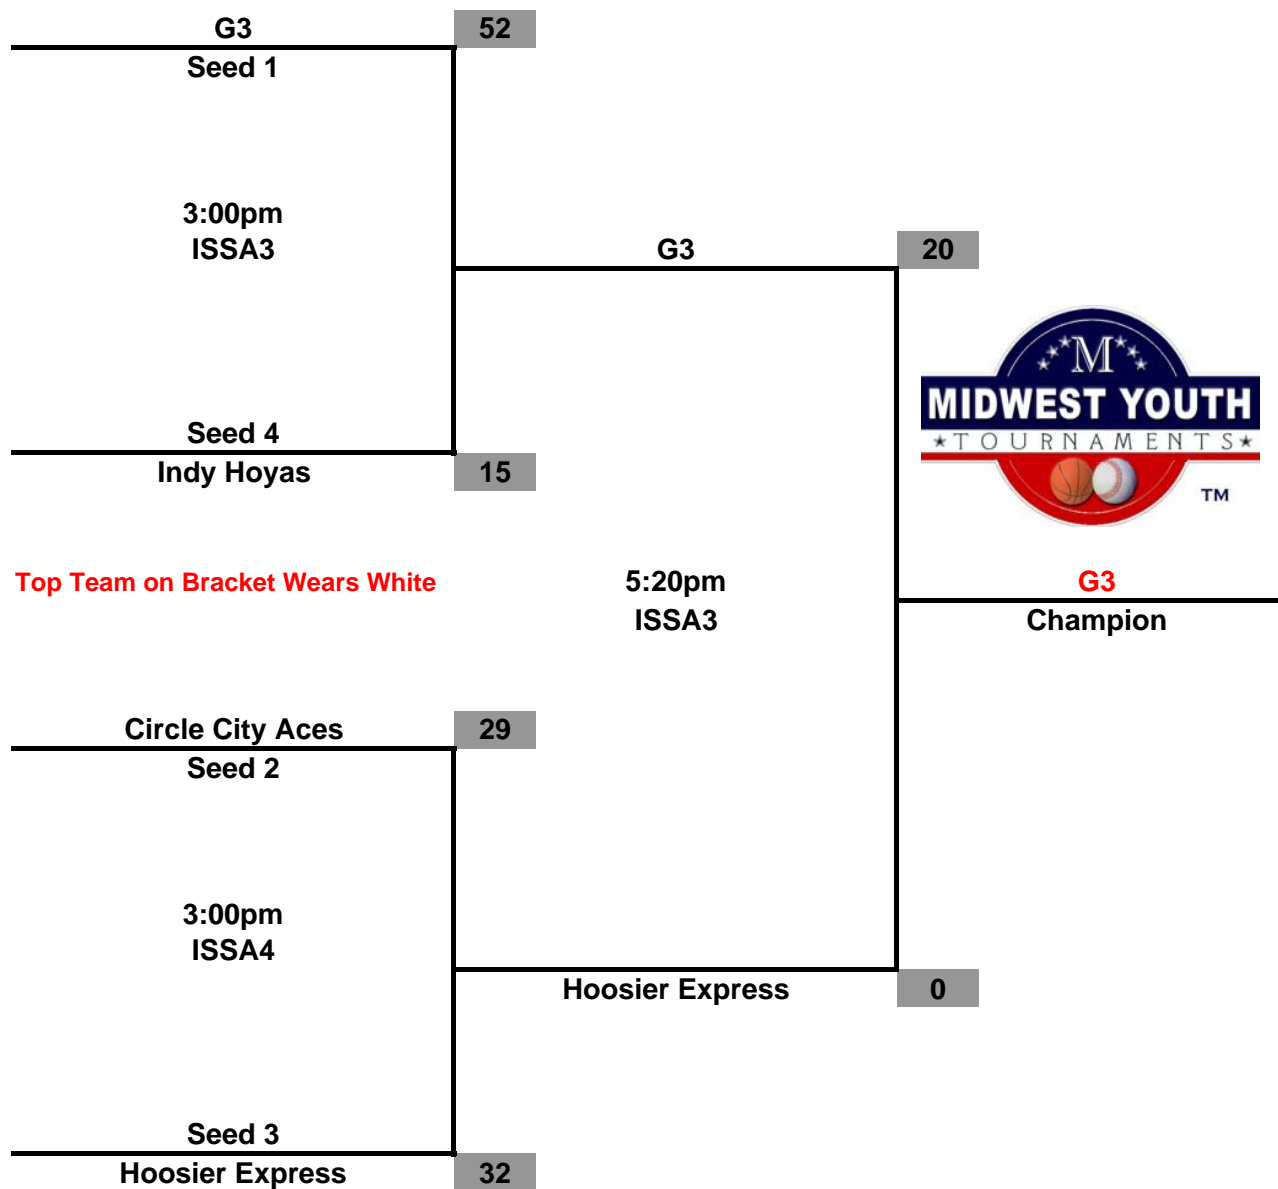 G3 52
Seed 1
3:00pm
ISSA3
G3 20
M
MIDWEST YOUTH
★TOURNAMENTS★
TM
Seed 4
Indy Hoyas 15
Top Team on Bracket Wears White
5:20pm
ISSA3
G3
Champion
Circle City Aces 29
Seed 2
3:00pm
ISSA4
Hoosier Express 0
Seed 3
Hoosier Express 32